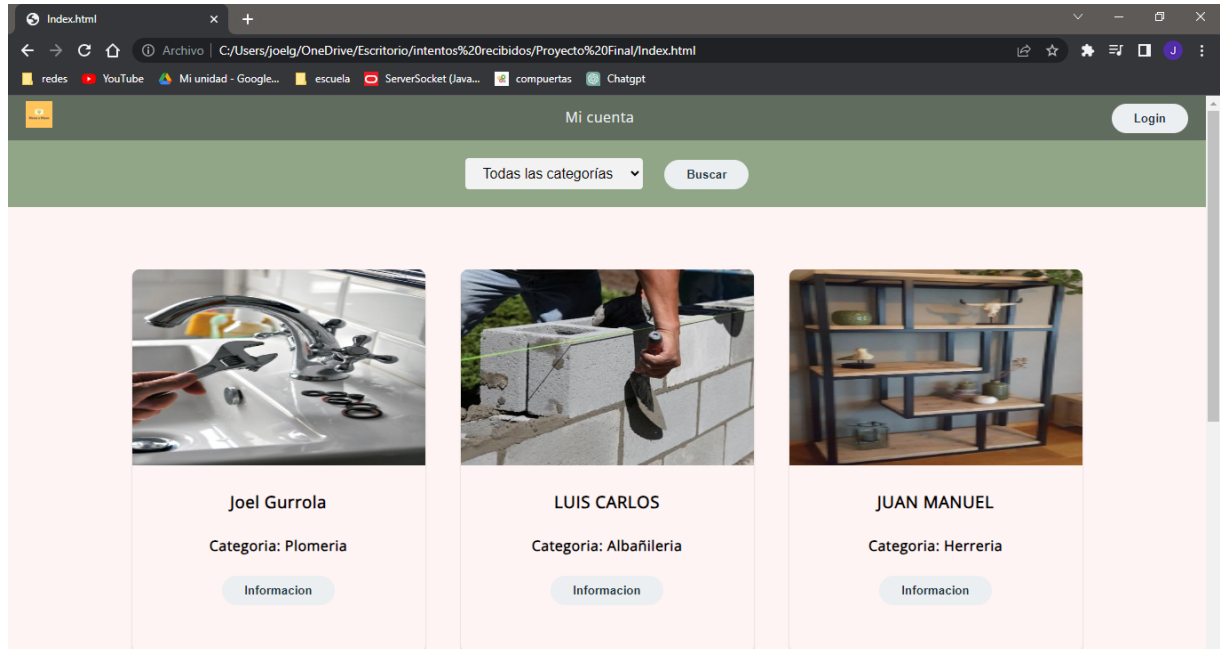 Index.html
Archivo C:/Users/joelg/OneDrive/Escritorio/intentos%20recibidos/Proyecto%20Final/Index.html
J
redes YouTube Mi unidad - Google... escuela ServerSocket (Java... compuertas Chatgpt
Mi cuenta Login
Todas las categorías Buscar
Joel Gurrola LUIS CARLOS JUAN MANUEL
Categoria: Plomeria Categoria: Albañileria Categoria: Herreria
Informacion Informacion Informacion